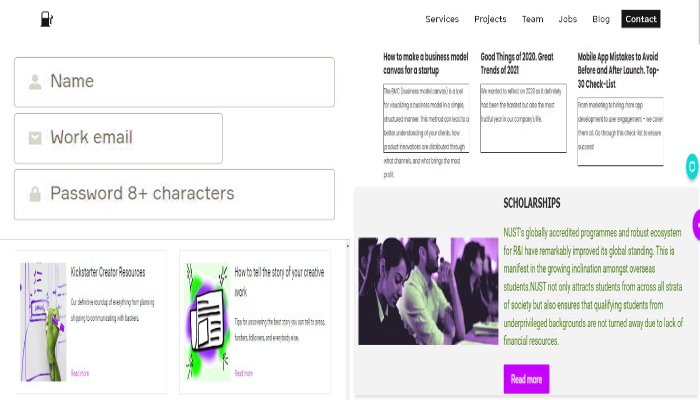 Services Projects Team Jobs Blog Contact
Name
Work email
Password 8+ characters
How to make a business model
canvas for a startup
The BMC (business model canvas) is a tool
for visualizing a business model in a simple,
structured manner. This method can lead to a
better understanding of your clients, how
product innovations are distributed through
what channels, and what brings the most
profit.
Good Things of 2020. Great
Trends of 2021
We wanted to reflect on 2020 as it definitely
has been the hardest but also the most
fruitful year in our company's life.
Mobile App Mistakes to Avoid
Before and After Launch. Top-
30 Check-List
From marketing to hiring, from app
development to user engagement – we cover
them all. Go through this check-list to ensure
success!
Kickstarter Creator Resources
Our definitive roundup of everything from planning
shipping to communicating with backers.
Read more
How to tell the story of your creative
work
Tips for uncovering the best story you can tell to press,
funders, followers, and everybody else.
Read more
SCHOLARSHIPS
NUST's globally accredited programmes and robust ecosystem
for R&I have remarkably improved its global standing. This is
manifest in the growing inclination amongst overseas
students.NUST not only attracts students from across all strata
of society but also ensures that qualifying students from
underprivileged backgrounds are not turned away due to lack of
financial resources.
Read more